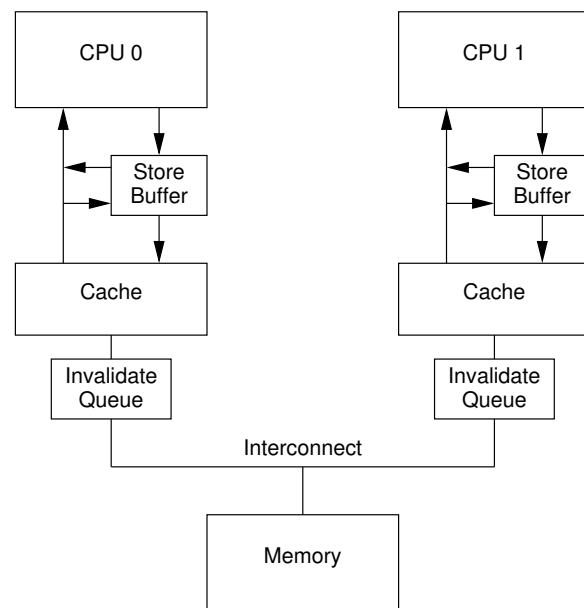 CPU 0
CPU 1
Store
Buffer
Store
Buffer
Cache
Cache
Invalidate
Queue
Invalidate
Queue
Interconnect
Memory